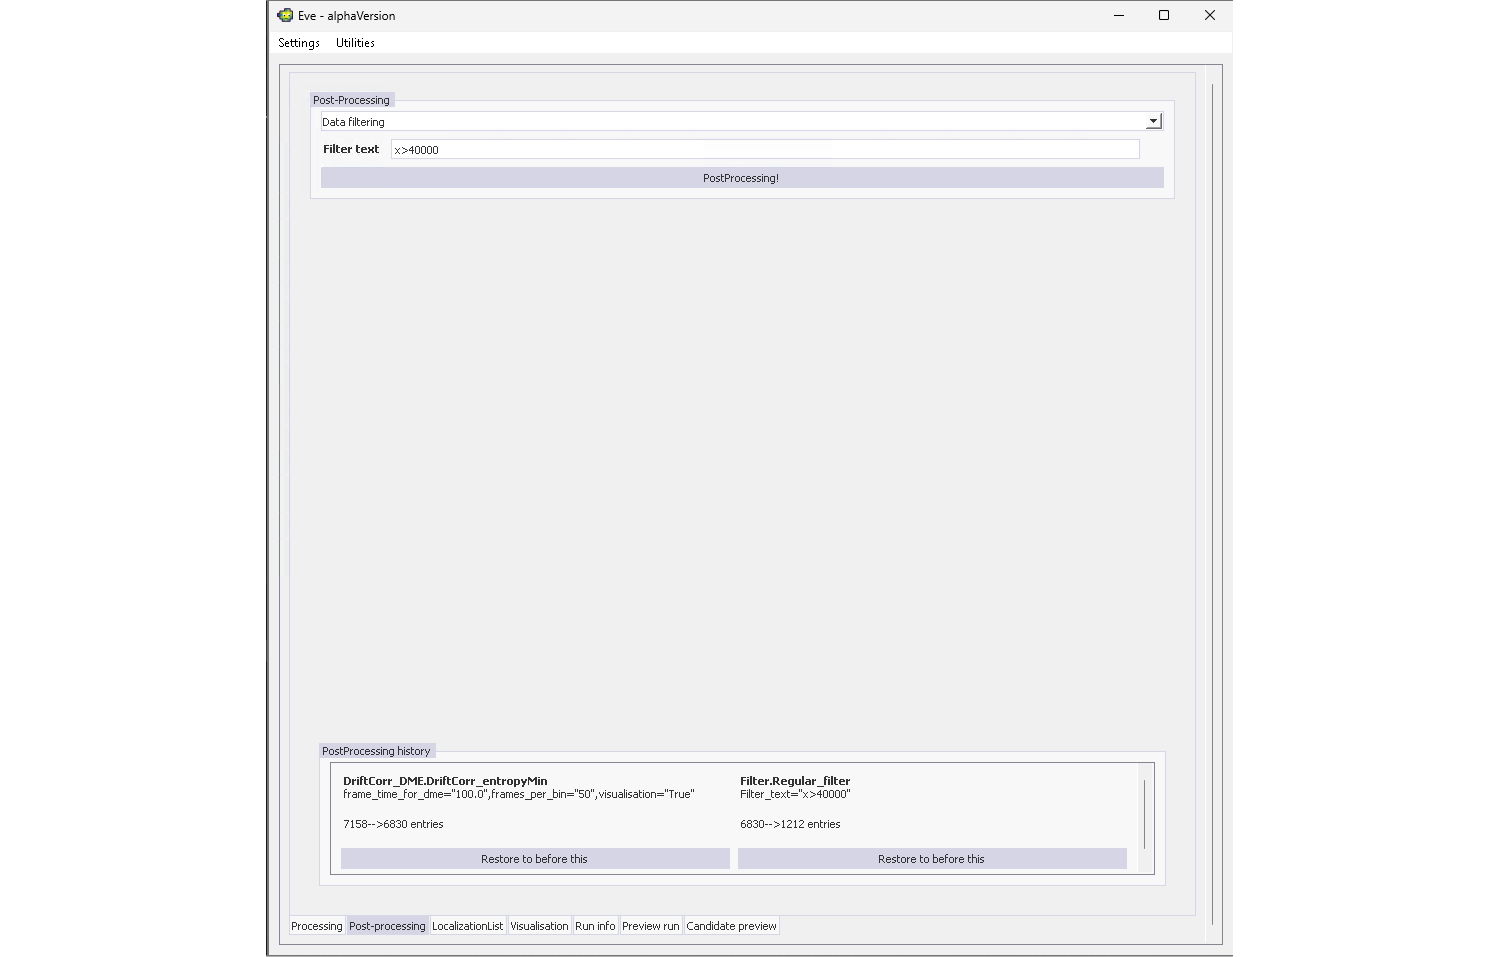 Eve - alphaVersion
Settings Utilities
Post-Processing
Data filtering
Filter text x>40000
PostProcessing!
PostProcessing history
DriftCorr_DME.DriftCorr_entropyMin
frame_time_for_dme="100.0",frames_per_bin="50",visualisation="True"
7158-->6830 entries
Restore to before this
Filter.Regular_filter
Filter_text="x>40000"
6830-->1212 entries
Restore to before this
Processing Post-processing LocalizationList Visualisation Run info Preview run Candidate preview